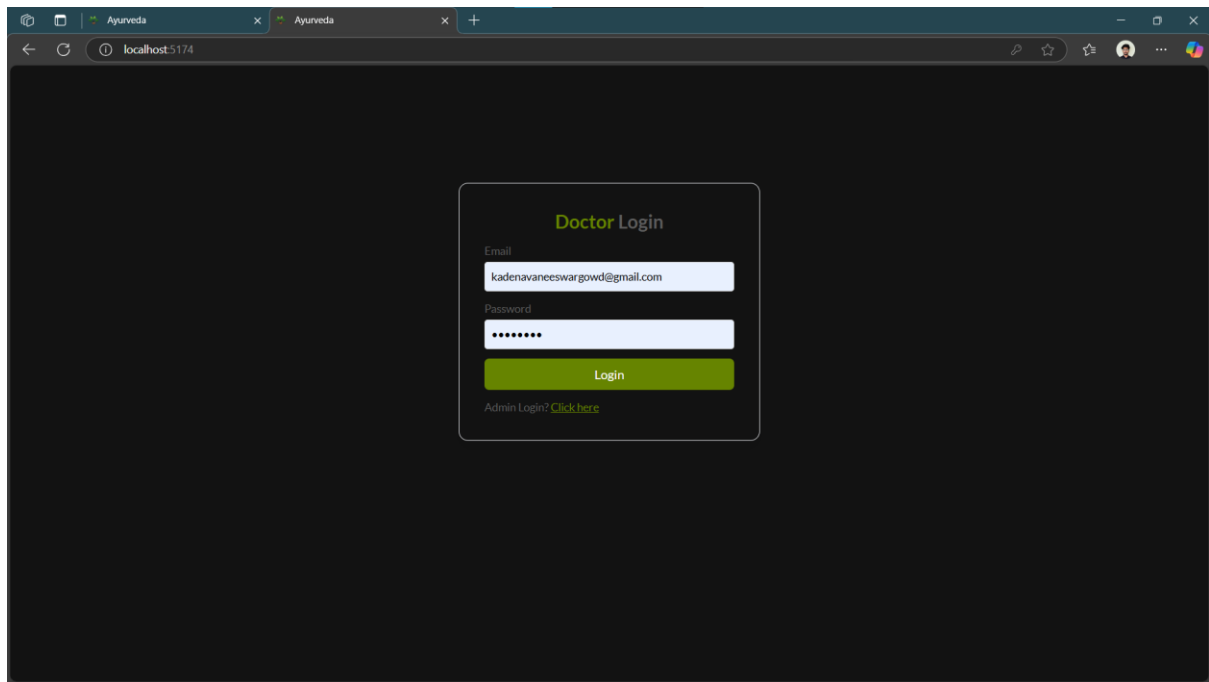 Ayurveda
Ayurveda
localhost:5174
Doctor Login
Email
kadenavaneeswargowd@gmail.com
Password
••••••••
Login
Admin Login? Click here